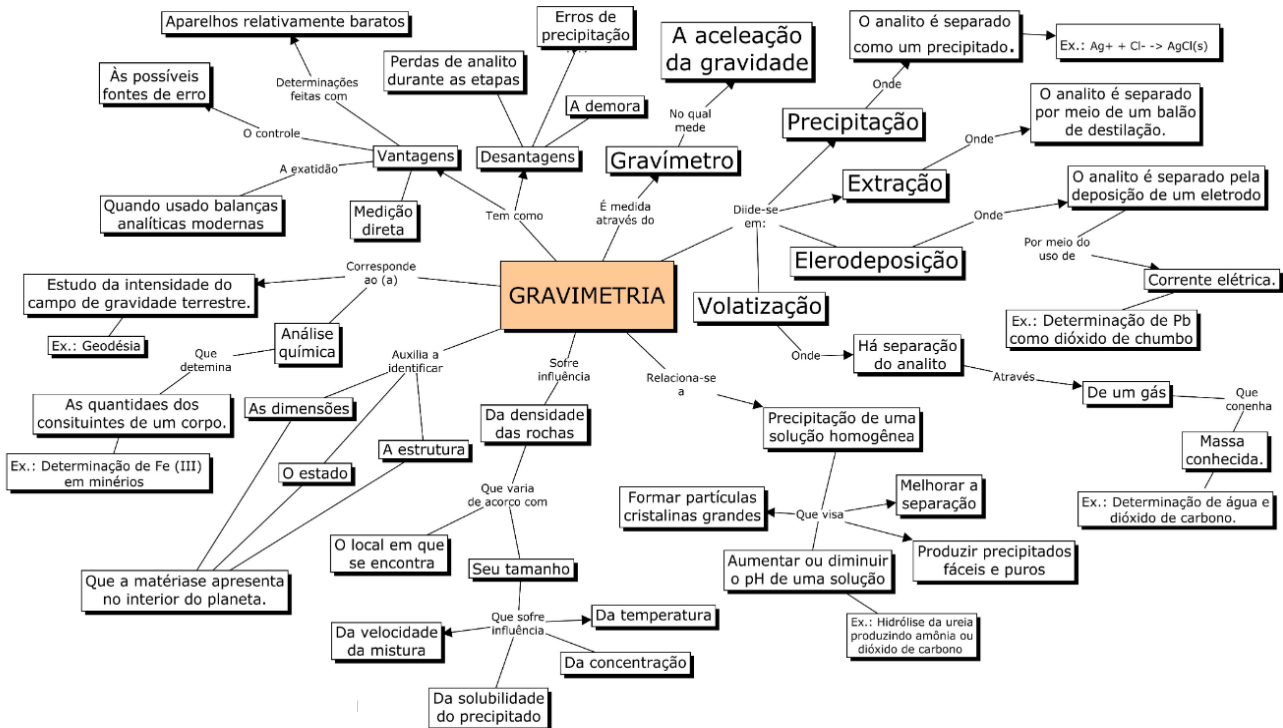 Aparelhos relativamente baratos
Erros de
precipitação
A aceleação
da gravidade
O analito é separado
como um precipitado.
Ex.: Ag+ + Cl- -> AgCl(s)
Às possíveis
fontes de erro
Determinações
feitas com
Perdas de analito
durante as etapas
A demora
No qual
mede
Onde
O analito é separado
por meio de um balão
de destilação.
O controle
Precipitação
Onde
Vantagens
Desantagens
Gravímetro
A exatidão
Extração
O analito é separado pela
deposição de um eletrodo
Quando usado balanças
analíticas modernas
Medição
direta
Tem como
É medida
através do
Diide-se
em:
Onde
Por meio do
uso de
Elerodeposição
Corresponde
ao (a)
Estudo da intensidade do
campo de gravidade terrestre.
GRAVIMETRIA
Volatização
Corrente elétrica.
Ex.: Geodésia
Análise
química
Ex.: Determinação de Pb
como dióxido de chumbo
Que
detemina
Auxilia a
identificar
Sofre
influência
Relaciona-se
a
Onde
Há separação
do analito
Através
De um gás
Que
conenha
As quantidaes dos
consituintes de um corpo.
As dimensões
Da densidade
das rochas
Precipitação de uma
solução homogênea
Massa
conhecida.
Ex.: Determinação de Fe (III)
em minérios
O estado
A estrutura
Que varia
de acorco com
Formar partículas
cristalinas grandes
Que visa
Melhorar a
separação
Ex.: Determinação de água e
dióxido de carbono.
O local em que
se encontra
Seu tamanho
Aumentar ou diminuir
o pH de uma solução
Produzir precipitados
fáceis e puros
Que a matériase apresenta
no interior do planeta.
Da velocidade
da mistura
Que sofre
influência
Da temperatura
Da concentração
Da solubilidade
do precipitado
Ex.: Hidrólise da ureia
produzindo amônia ou
dióxido de carbono